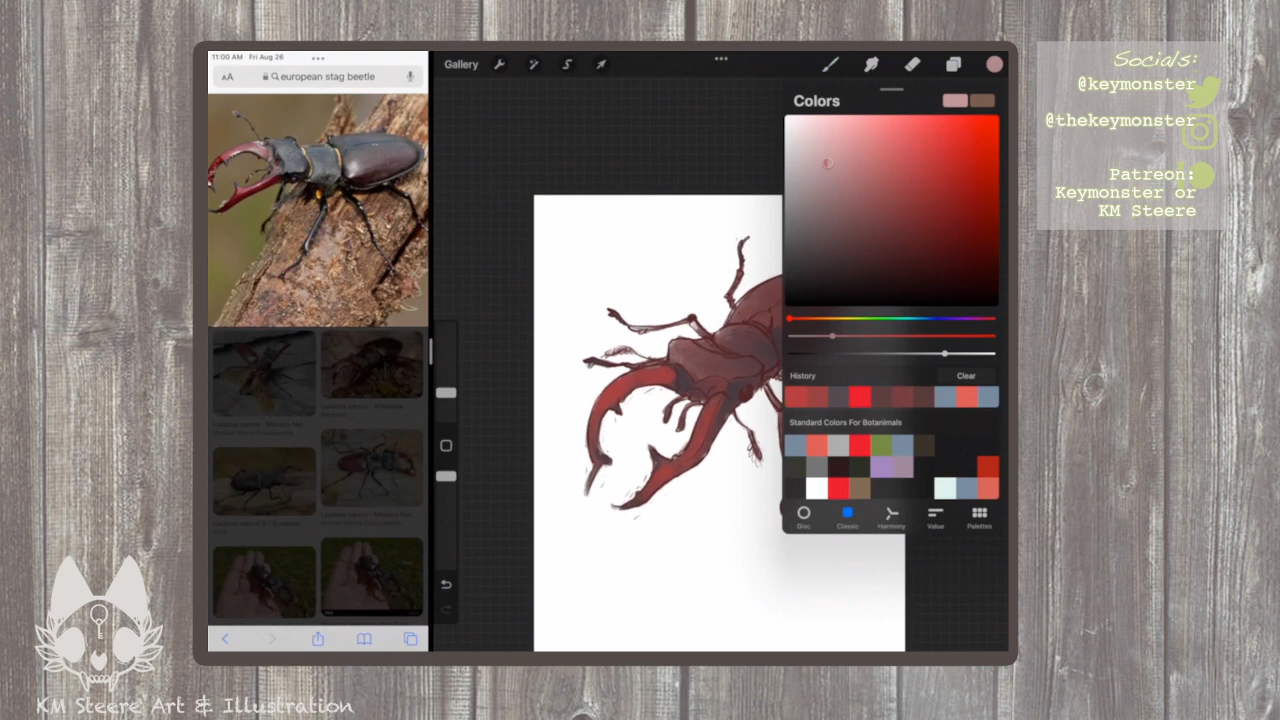 11:00 AM Fri Aug 26
AA
european stag beetle
Gallery
Colors
History
Clear
Standard Colors For Botanimals
Disc
Classic
Harmony
Value
Palettes
Socials:
@keymonster
@thekeymonster
Patreon:
Keymonster or
KM Steere
KM Steere Art & Illustration